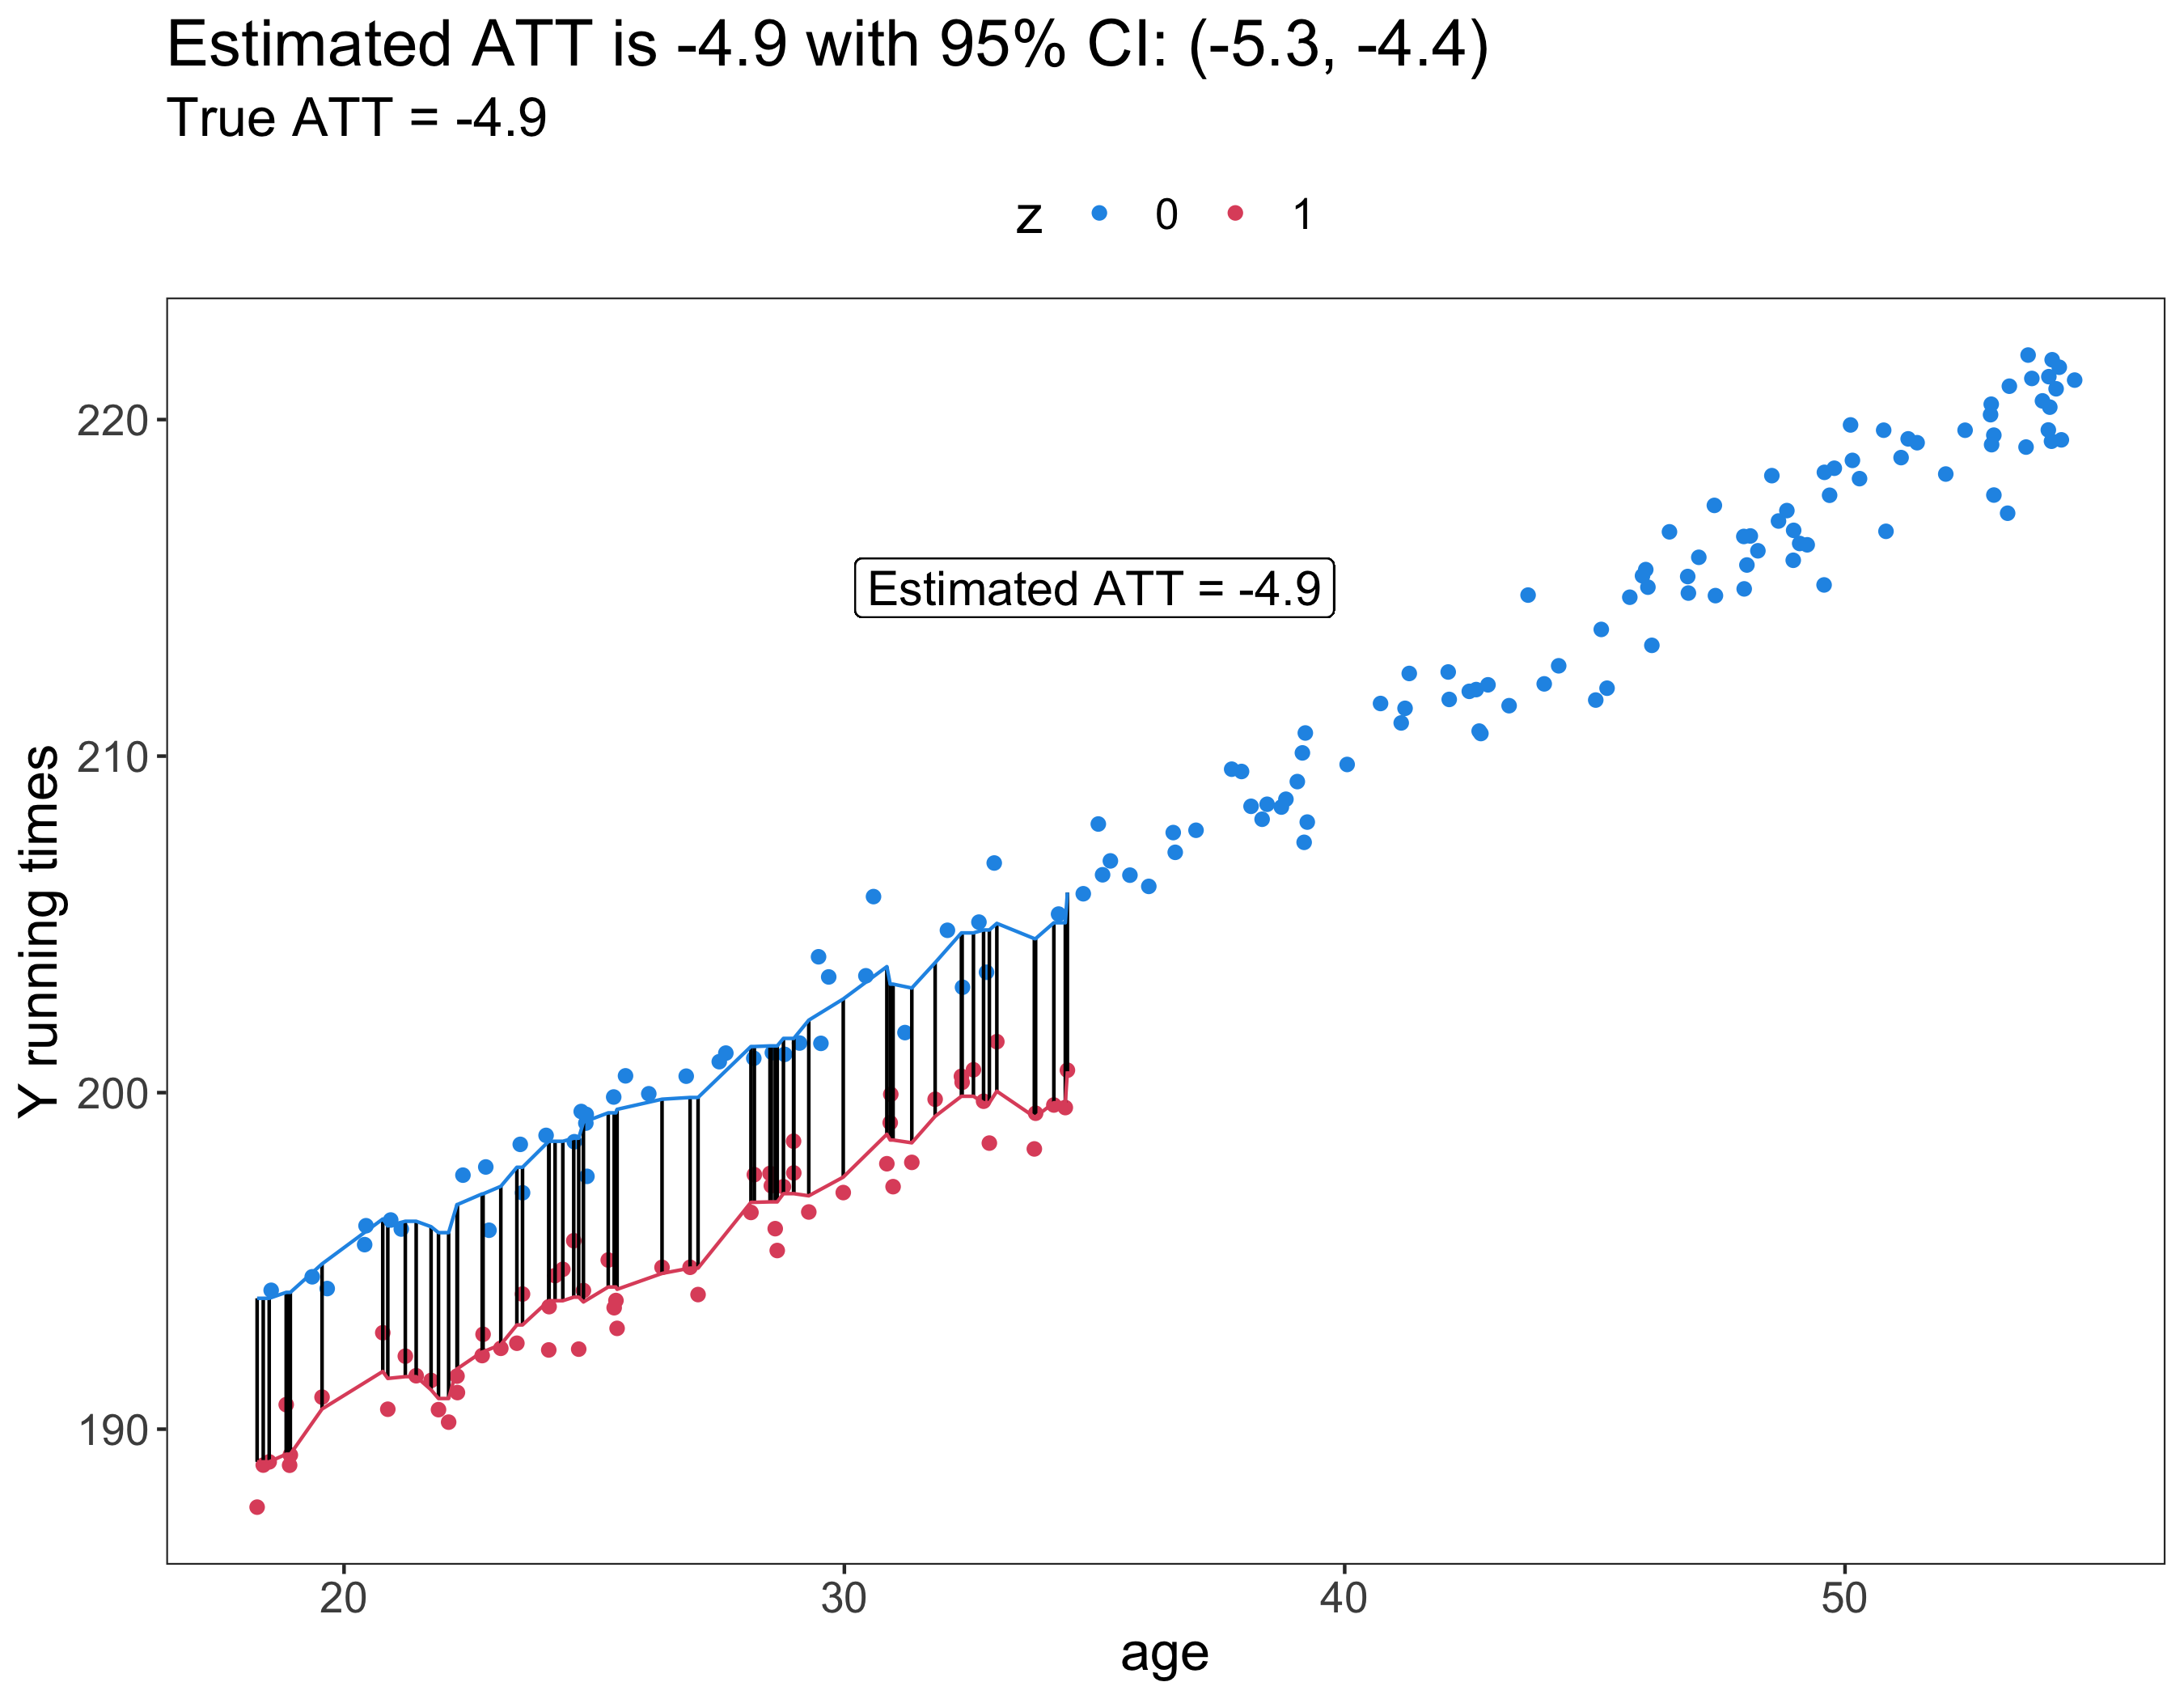 Estimated ATT is -4.9 with 95% CI: (-5.3, -4.4)
True ATT = -4.9
z 0 1
220
210
200
190
Y running times
Estimated ATT = -4.9
20 30 40 50
age